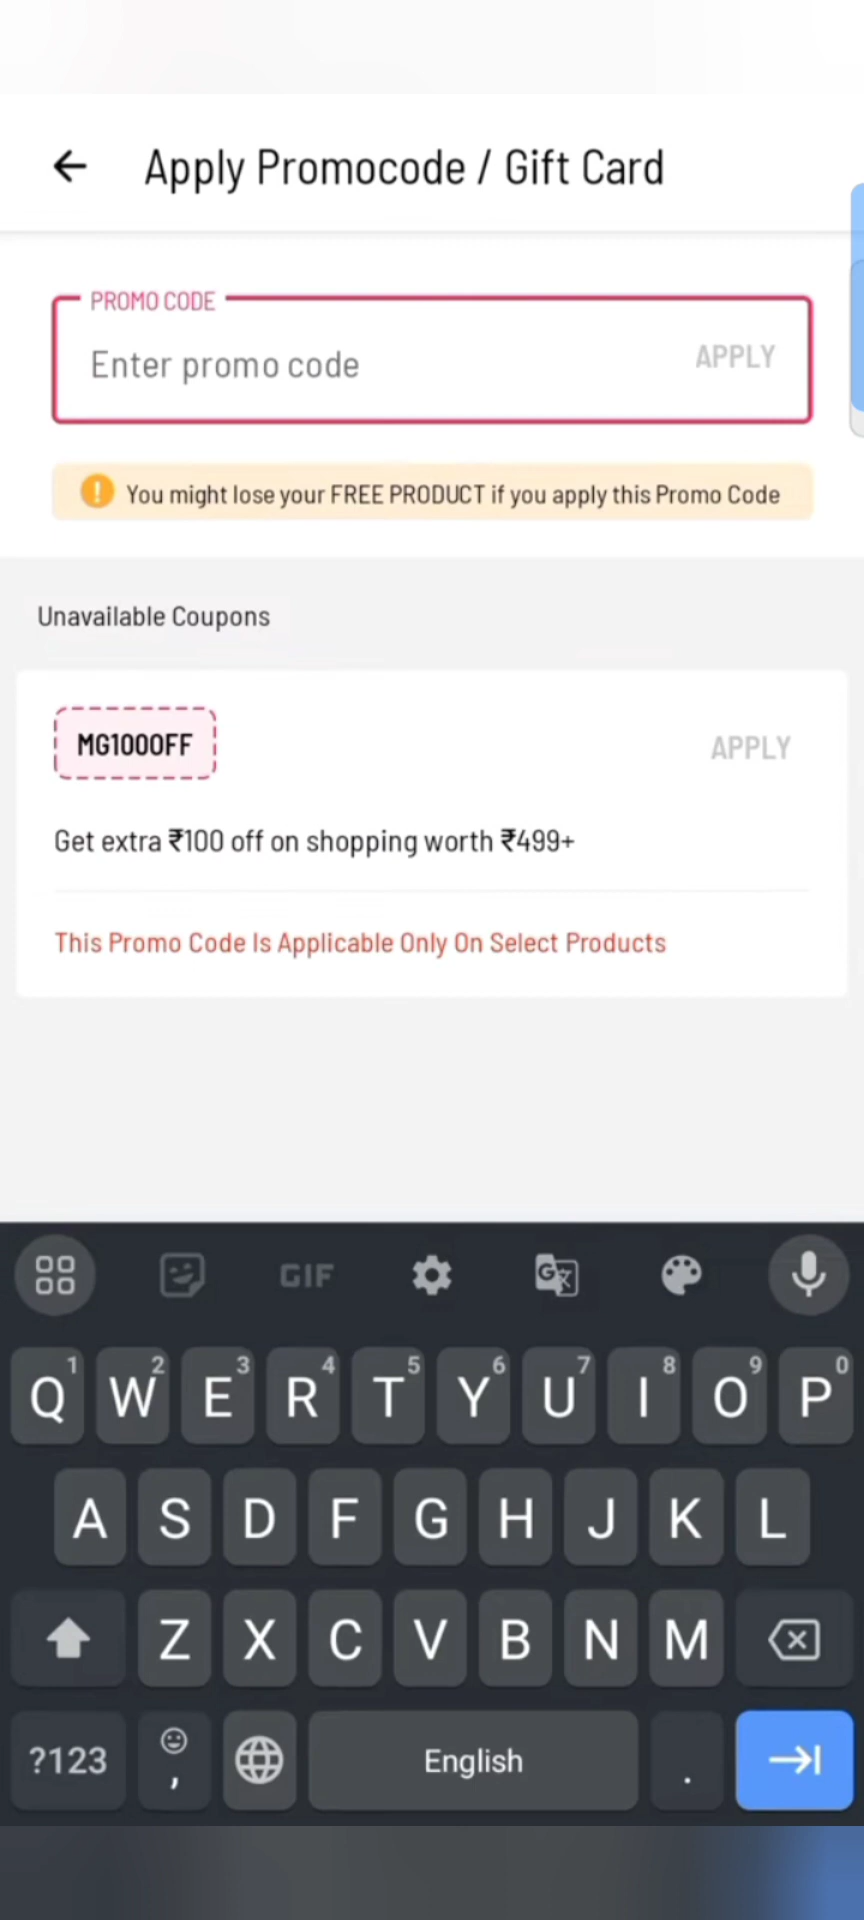 Apply Promocode / Gift Card
PROMO CODE
Enter promo code
APPLY
You might lose your FREE PRODUCT if you apply this Promo Code
Unavailable Coupons
MG100OFF
APPLY
Get extra ₹100 off on shopping worth ₹499+
This Promo Code Is Applicable Only On Select Products
GIF
Q1 W2 E3 R4 T5 Y6 U7 I8 O9 P0
A S D F G H J K L
Z X C V B N M
?123 , English .